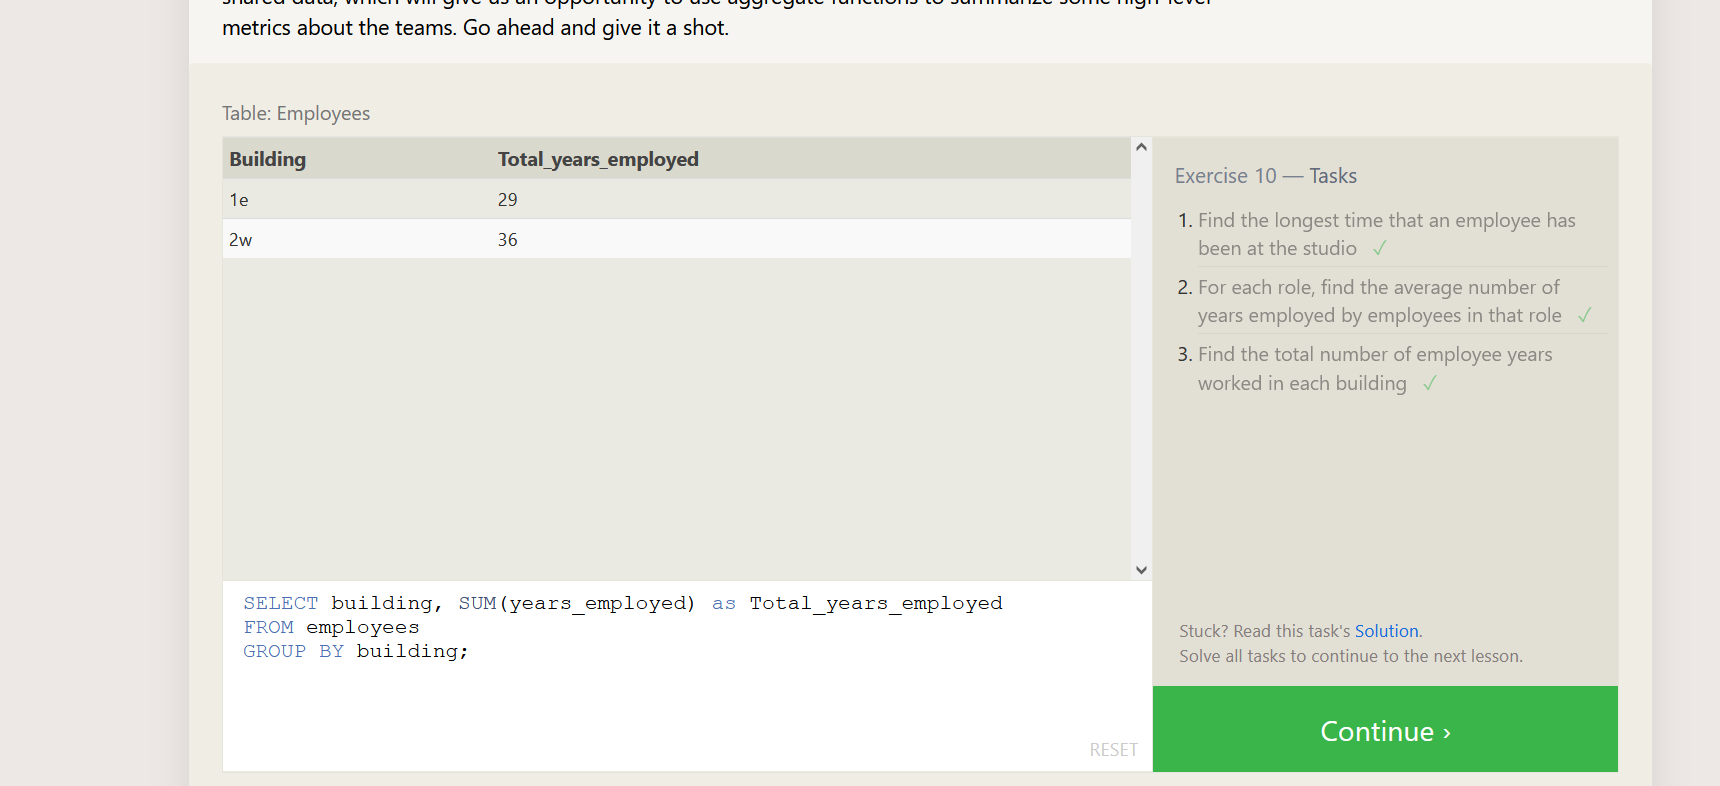 metrics about the teams. Go ahead and give it a shot.
Table: Employees
Building Total_years_employed
1e 29
2w 36
SELECT building, SUM(years_employed) as Total_years_employed
FROM employees
GROUP BY building;
RESET
Exercise 10 — Tasks
1. Find the longest time that an employee has
been at the studio ✓
2. For each role, find the average number of
years employed by employees in that role ✓
3. Find the total number of employee years
worked in each building ✓
Stuck? Read this task's Solution.
Solve all tasks to continue to the next lesson.
Continue ›